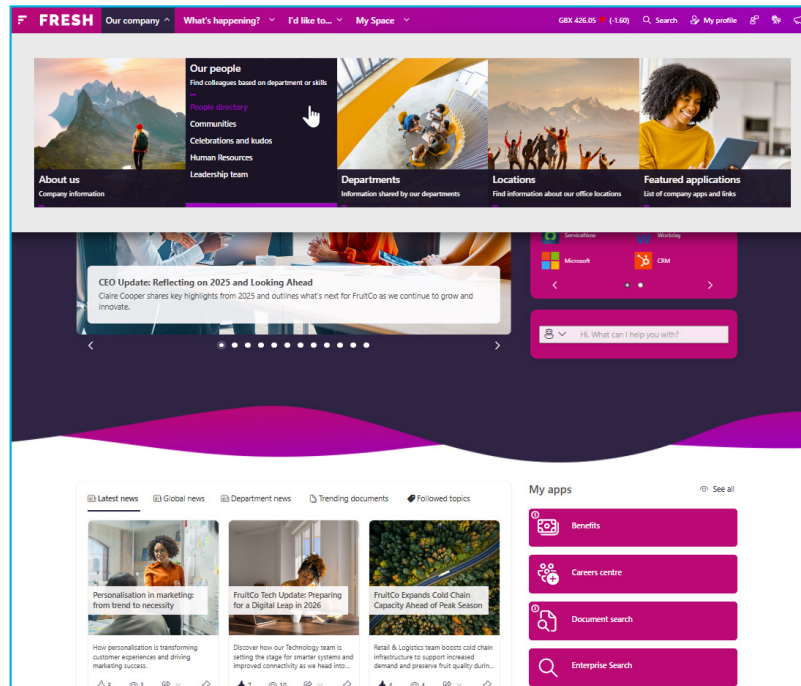 FRESH Our company What's happening? I'd like to... My Space GBX 426.05 (-1.60) Search My profile
Our people
Find colleagues based on department or skills
People directory
Communities
Celebrations and kudos
Human Resources
Leadership team
About us
Company information
Departments
Information shared by our departments
Locations
Find information about our office locations
Featured applications
List of company apps and links
ServiceNow Workday
Microsoft CRM
CEO Update: Reflecting on 2025 and Looking Ahead
Claire Cooper shares key highlights from 2025 and outlines what's next for FruitCo as we continue to grow and
innovate.
Hi. What can I help you with?
Latest news Global news Department news Trending documents Followed topics
Personalisation in marketing:
from trend to necessity
How personalisation is transforming
customer experiences and driving
marketing success.
5 3
FruitCo Tech Update: Preparing
for a Digital Leap in 2026
Discover how our Technology team is
setting the stage for smarter systems and
improved connectivity as we head into...
7 10
FruitCo Expands Cold Chain
Capacity Ahead of Peak Season
Retail & Logistics team boosts cold chain
infrastructure to support increased
demand and preserve fruit quality durin...
4 4
My apps See all
Benefits
Careers centre
Document search
Enterprise Search